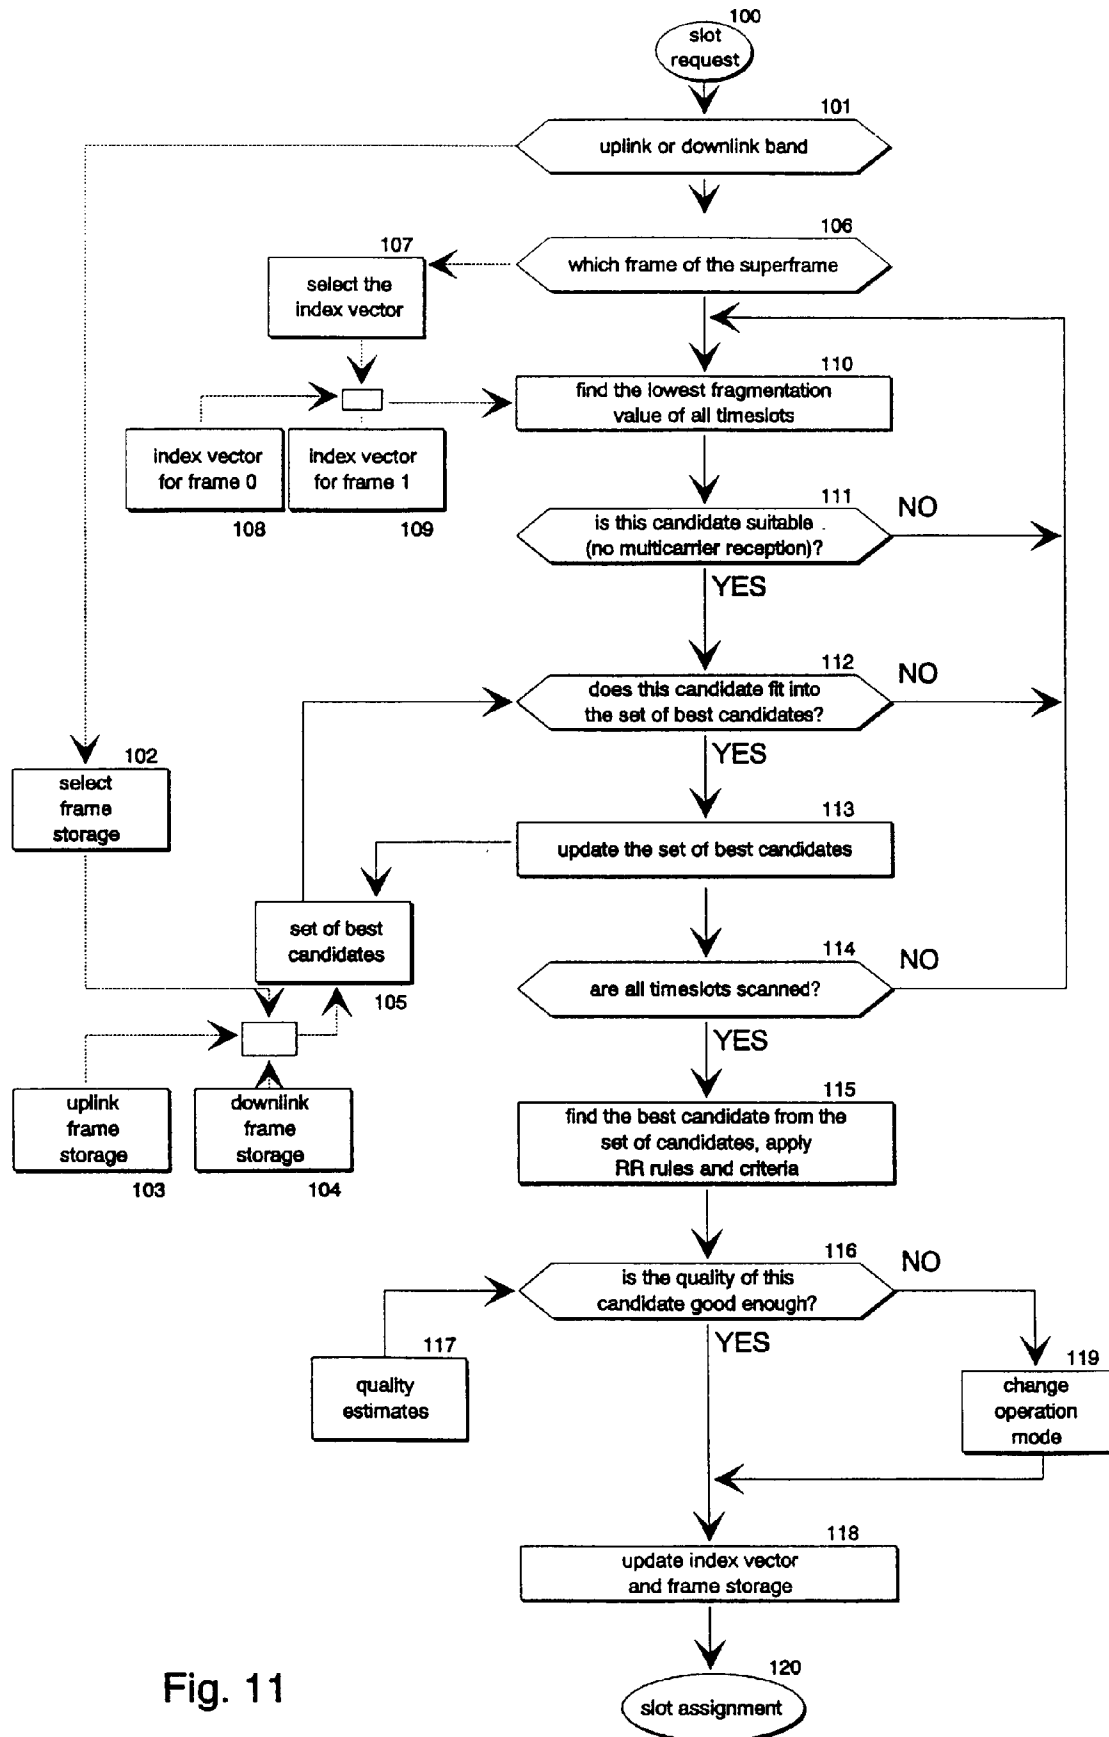 100
slot
request
101
uplink or downlink band
106
which frame of the superframe
107
select the
index vector
110
find the lowest fragmentation
value of all timeslots
index vector
for frame 0
108
index vector
for frame 1
109
111
NO
is this candidate suitable
(no multicarrier reception)?
YES
112
NO
does this candidate fit into
the set of best candidates?
YES
102
select
frame
storage
113
update the set of best candidates
set of best
candidates
105
114
NO
are all timeslots scanned?
YES
uplink
frame
storage
103
downlink
frame
storage
104
115
find the best candidate from the
set of candidates, apply
RR rules and criteria
116
NO
is the quality of this
candidate good enough?
YES
117
quality
estimates
119
change
operation
mode
118
update index vector
and frame storage
120
slot assignment
Fig. 11